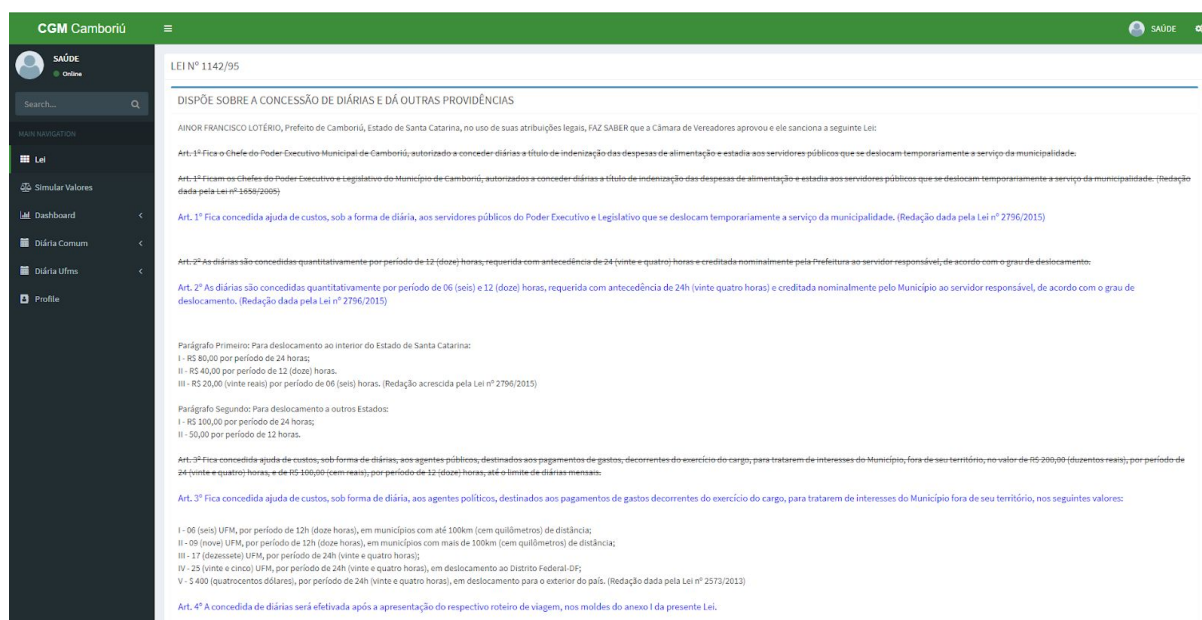 CGM Camboriú
SAÚDE
SAÚDE
Online
Search...
MAIN NAVIGATION
Lei
Simular Valores
Dashboard
Diária Comum
Diária Ufms
Profile
LEI Nº 1142/95
DISPÕE SOBRE A CONCESSÃO DE DIÁRIAS E DÁ OUTRAS PROVIDÊNCIAS
AINOR FRANCISCO LOTÉRIO, Prefeito de Camboriú, Estado de Santa Catarina, no uso de suas atribuições legais, FAZ SABER que a Câmara de Vereadores aprovou e ele sanciona a seguinte Lei:
Art. 1º Fica o Chefe do Poder Executivo Municipal de Camboriú, autorizado a conceder diárias a título de indenização das despesas de alimentação e estadia aos servidores públicos que se deslocam temporariamente a serviço da municipalidade.
Art. 1º Ficam os Chefes do Poder Executivo e Legislativo do Município de Camboriú, autorizados a conceder diárias a título de indenização das despesas de alimentação e estadia aos servidores públicos que se deslocam temporariamente a serviço da municipalidade. (Redação
dada pela Lei nº 1658/2005)
Art. 1º Fica concedida ajuda de custos, sob a forma de diária, aos servidores públicos do Poder Executivo e Legislativo que se deslocam temporariamente a serviço da municipalidade. (Redação dada pela Lei nº 2796/2015)
Art. 2º As diárias são concedidas quantitativamente por período de 12 (doze) horas, requerida com antecedência de 24 (vinte e quatro) horas e creditada nominalmente pela Prefeitura ao servidor responsável, de acordo com o grau de deslocamento.
Art. 2º As diárias são concedidas quantitativamente por período de 06 (seis) e 12 (doze) horas, requerida com antecedência de 24h (vinte quatro horas) e creditada nominalmente pelo Município ao servidor responsável, de acordo com o grau de
deslocamento. (Redação dada pela Lei nº 2796/2015)
Parágrafo Primeiro: Para deslocamento ao interior do Estado de Santa Catarina:
I - R$ 80,00 por período de 24 horas;
II - R$ 40,00 por período de 12 (doze) horas.
III - R$ 20,00 (vinte reais) por período de 06 (seis) horas. (Redação acrescida pela Lei nº 2796/2015)
Parágrafo Segundo: Para deslocamento a outros Estados:
I - R$ 100,00 por período de 24 horas;
II - 50,00 por período de 12 horas.
Art. 3º Fica concedida ajuda de custos, sob forma de diárias, aos agentes públicos, destinados aos pagamentos de gastos, decorrentes do exercício do cargo, para tratarem de interesses do Município, fora de seu território, no valor de R$ 200,00 (duzentos reais), por período de
24 (vinte e quatro) horas, e de R$ 100,00 (cem reais), por período de 12 (doze) horas, até o limite de diárias mensais.
Art. 3º Fica concedida ajuda de custos, sob forma de diária, aos agentes políticos, destinados aos pagamentos de gastos decorrentes do exercício do cargo, para tratarem de interesses do Município fora de seu território, nos seguintes valores:
I - 06 (seis) UFM, por período de 12h (doze horas), em municípios com até 100km (cem quilômetros) de distância;
II - 09 (nove) UFM, por período de 12h (doze horas), em municípios com mais de 100km (cem quilômetros) de distância;
III - 17 (dezessete) UFM, por período de 24h (vinte e quatro horas);
IV - 25 (vinte e cinco) UFM, por período de 24h (vinte e quatro horas), em deslocamento ao Distrito Federal-DF;
V - $ 400 (quatrocentos dólares), por período de 24h (vinte e quatro horas), em deslocamento para o exterior do país. (Redação dada pela Lei nº 2573/2013)
Art. 4º A concedida de diárias será efetivada após a apresentação do respectivo roteiro de viagem, nos moldes do anexo I da presente Lei.